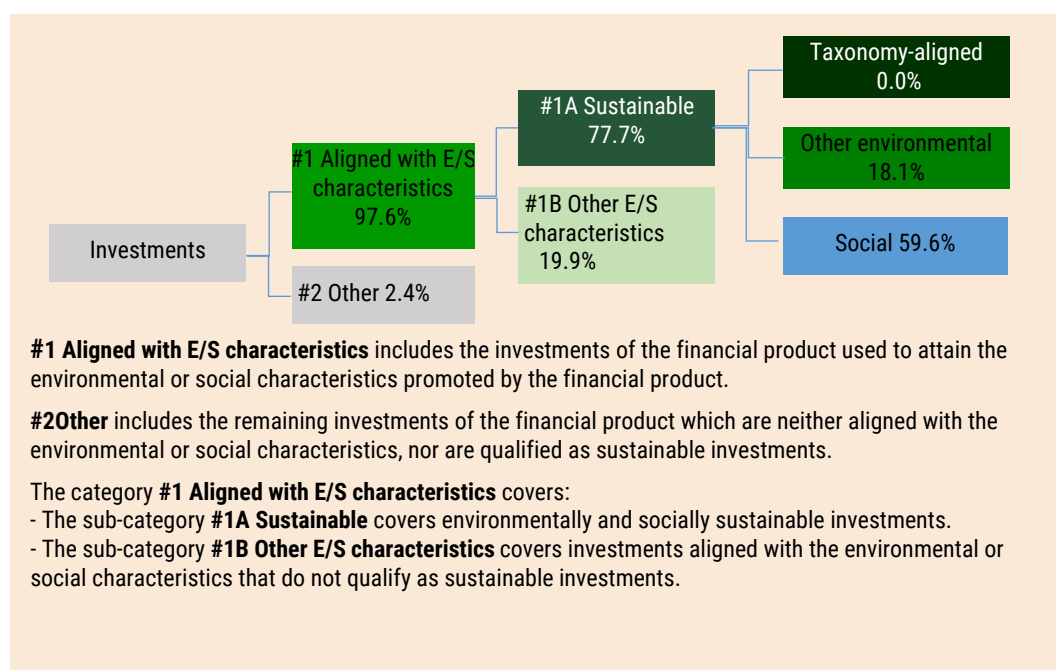 Taxonomy-aligned
0.0%
#1A Sustainable
77.7%
Other environmental
18.1%
#1 Aligned with E/S
characteristics
97.6%
#1B Other E/S
characteristics
19.9%
Social 59.6%
Investments
#2 Other 2.4%
#1 Aligned with E/S characteristics includes the investments of the financial product used to attain the
environmental or social characteristics promoted by the financial product.
#2Other includes the remaining investments of the financial product which are neither aligned with the
environmental or social characteristics, nor are qualified as sustainable investments.
The category #1 Aligned with E/S characteristics covers:
- The sub-category #1A Sustainable covers environmentally and socially sustainable investments.
- The sub-category #1B Other E/S characteristics covers investments aligned with the environmental or
social characteristics that do not qualify as sustainable investments.